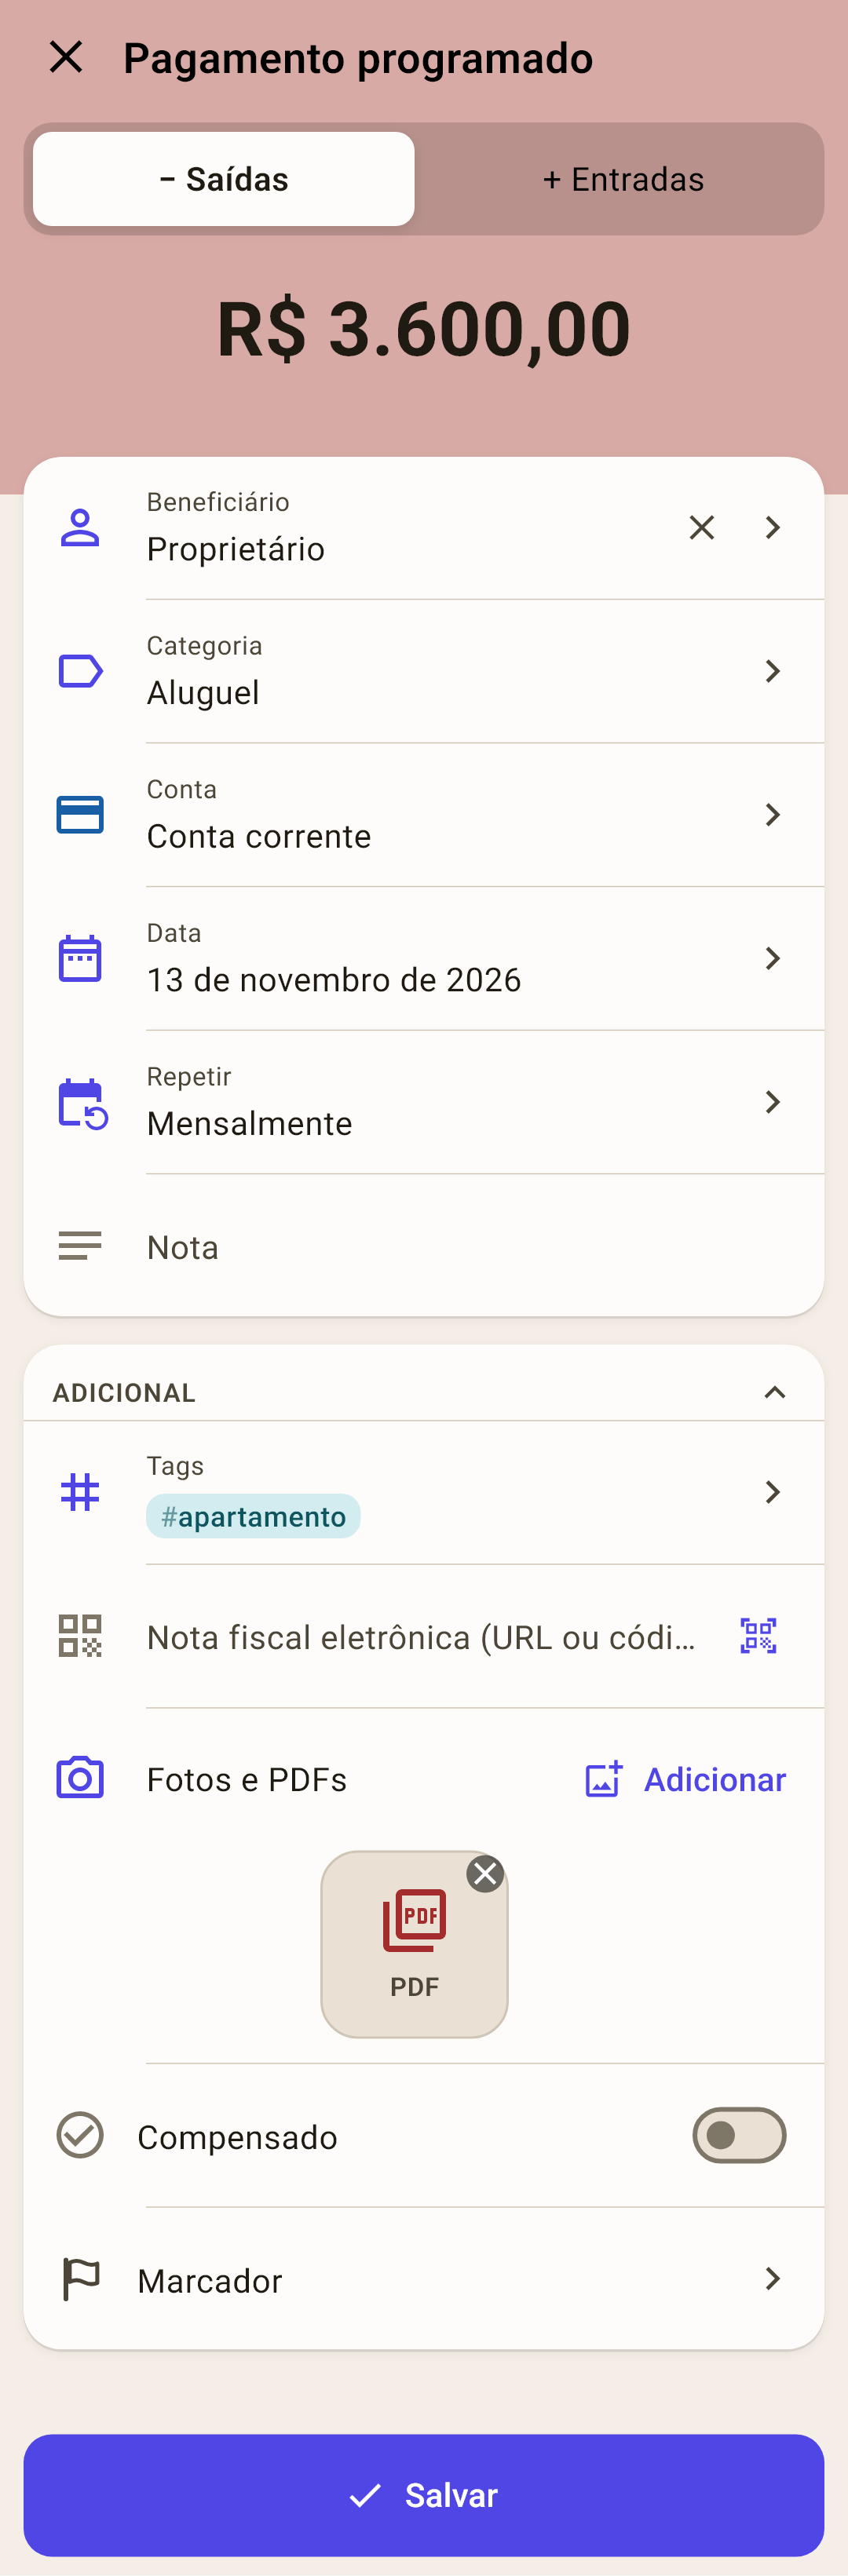 Pagamento programado
− Saídas
+ Entradas
R$ 3.600,00
Beneficiário
Proprietário
Categoria
Aluguel
Conta
Conta corrente
Data
13 de novembro de 2026
Repetir
Mensalmente
Nota
ADICIONAL
Tags
#apartamento
Nota fiscal eletrônica (URL ou códi...
Fotos e PDFs
Adicionar
PDF
PDF
Compensado
Marcador
Salvar